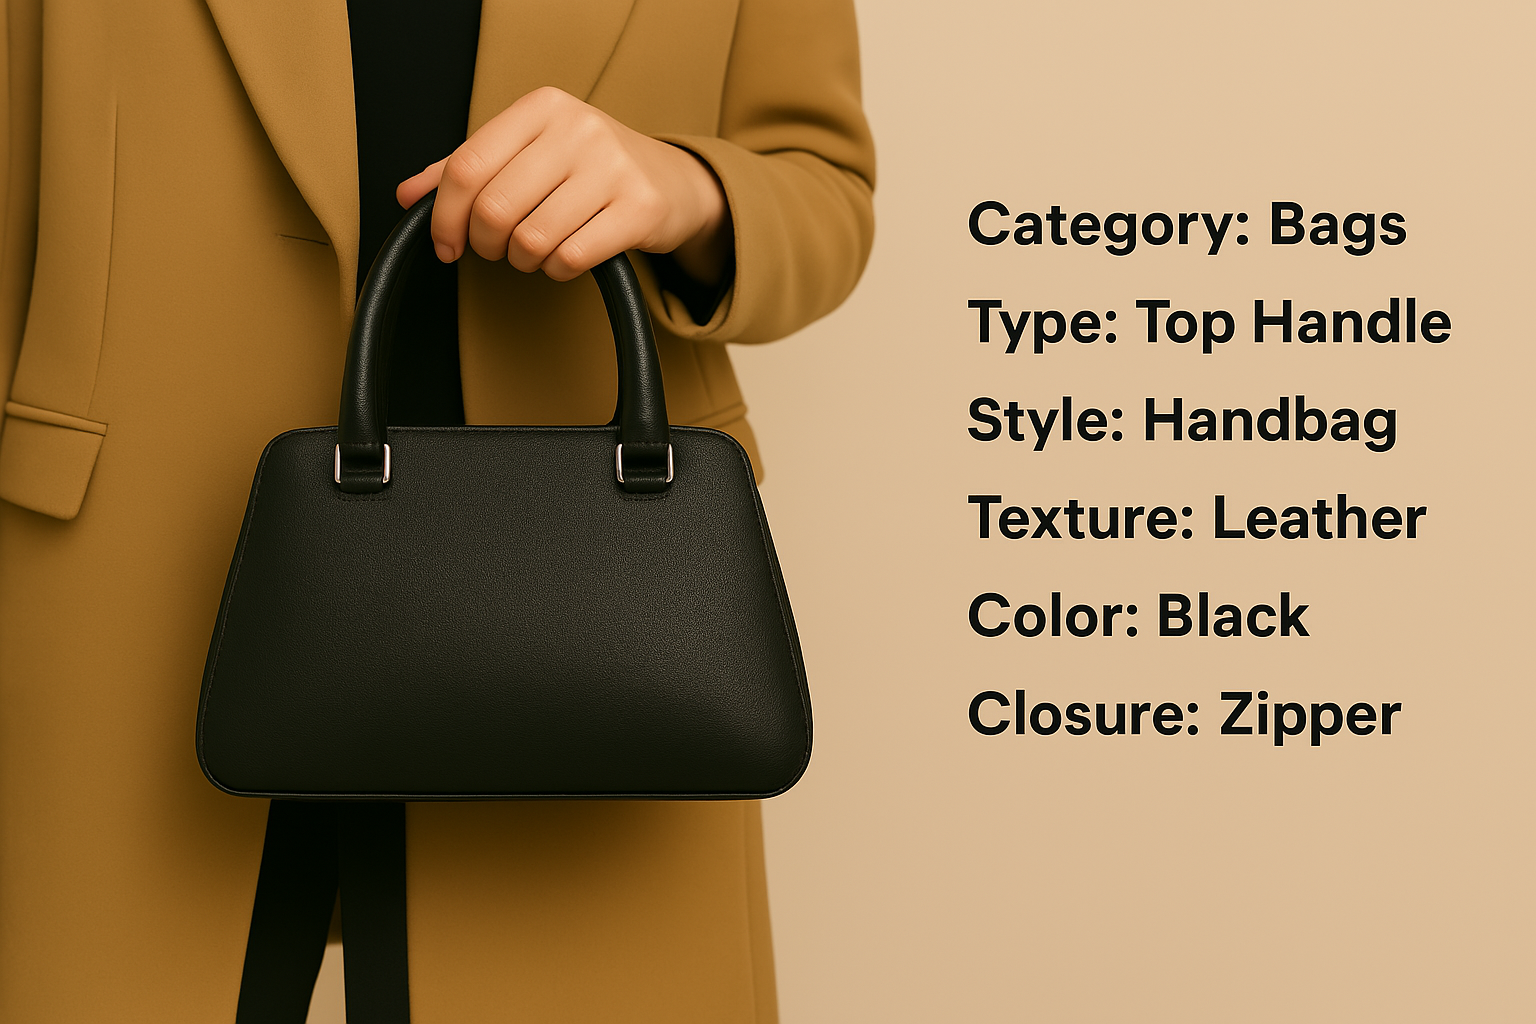 Category: Bags
Type: Top Handle
Style: Handbag
Texture: Leather
Color: Black
Closure: Zipper